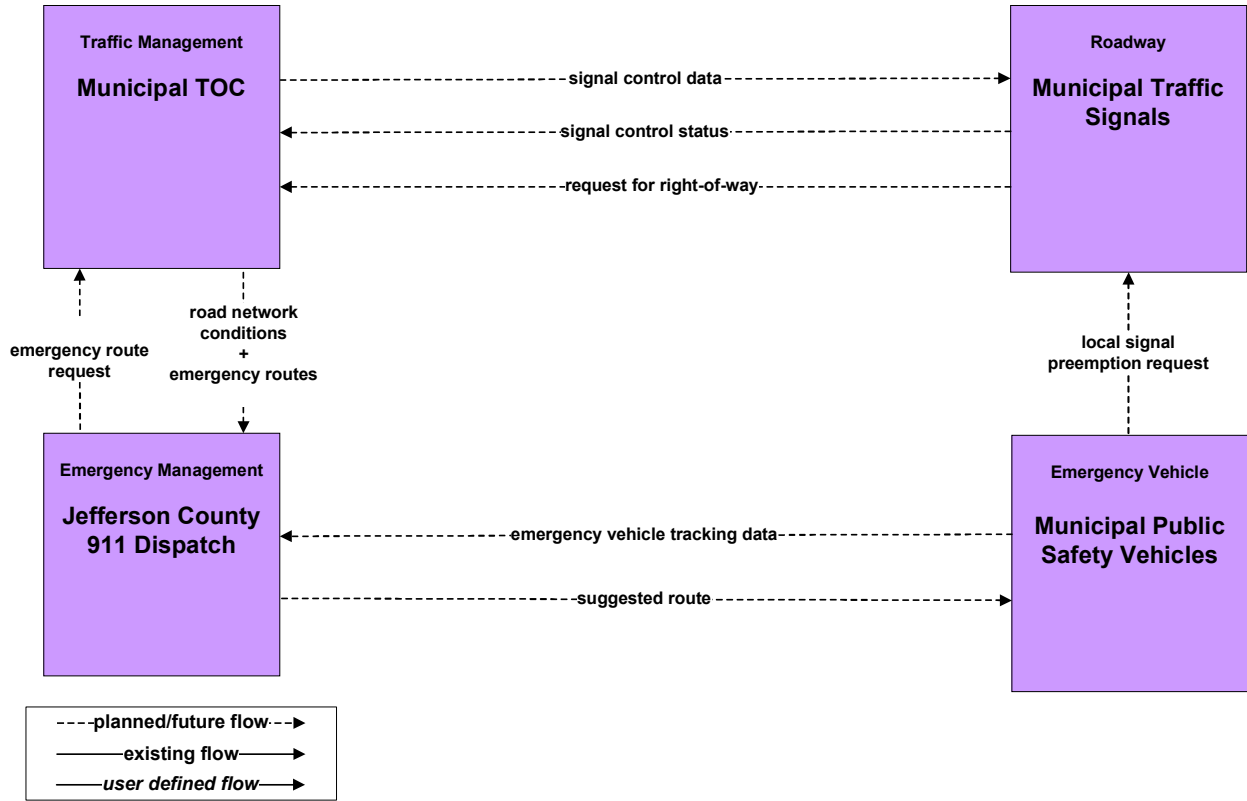 Traffic Management
Municipal TOC
Roadway
Municipal Traffic
Signals
signal control data
signal control status
request for right-of-way
emergency route
request
road network
conditions
+
emergency routes
local signal
preemption request
Emergency Management
Jefferson County
911 Dispatch
Emergency Vehicle
Municipal Public
Safety Vehicles
emergency vehicle tracking data
suggested route
planned/future flow
existing flow
user defined flow